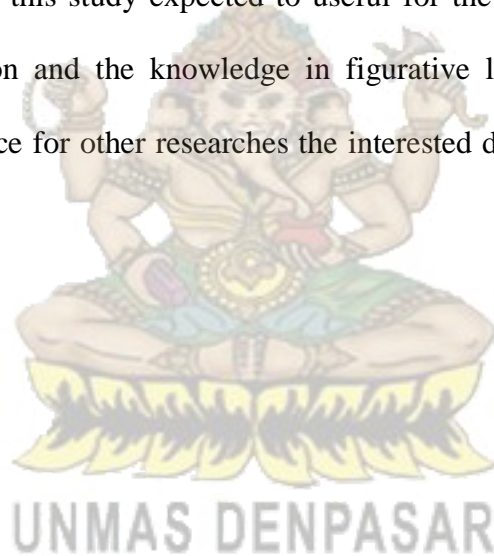 this study expected to useful for the
on and the knowledge in figurative
ce for other researches the interested
UNMAS DENPASAR